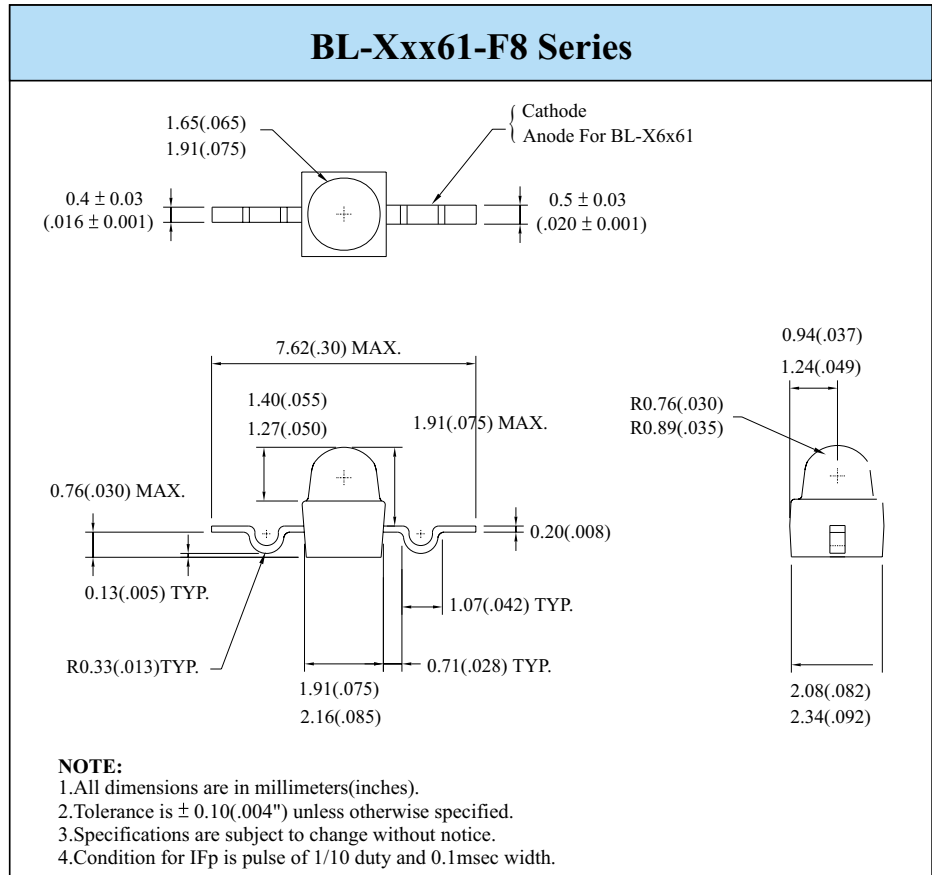 BL-Xxx61-F8 Series
1.65(.065)
1.91(.075)
Cathode
Anode For BL-X6x61
0.4 ± 0.03
(.016 ± 0.001)
0.5 ± 0.03
(.020 ± 0.001)
7.62(.30) MAX.
1.40(.055)
1.27(.050)
1.91(.075) MAX.
0.76(.030) MAX.
0.20(.008)
0.13(.005) TYP.
1.07(.042) TYP.
R0.33(.013)TYP.
0.71(.028) TYP.
1.91(.075)
2.16(.085)
0.94(.037)
1.24(.049)
R0.76(.030)
R0.89(.035)
2.08(.082)
2.34(.092)
NOTE:
1.All dimensions are in millimeters(inches).
2.Tolerance is ± 0.10(.004") unless otherwise specified.
3.Specifications are subject to change without notice.
4.Condition for IFp is pulse of 1/10 duty and 0.1msec width.